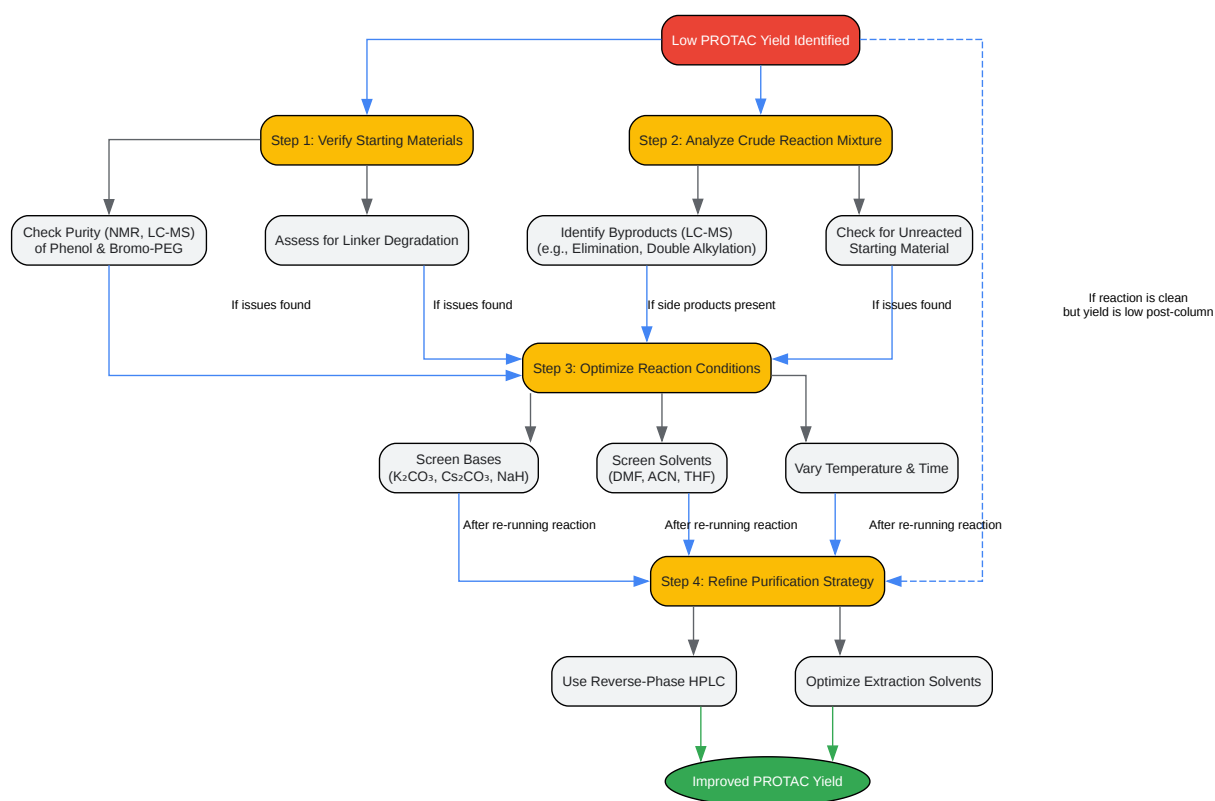 Low PROTAC Yield Identified
Step 1: Verify Starting Materials
Step 2: Analyze Crude Reaction Mixture
Check Purity (NMR, LC-MS)
of Phenol & Bromo-PEG
Assess for Linker Degradation
Identify Byproducts (LC-MS)
(e.g., Elimination, Double Alkylation)
Check for Unreacted
Starting Material
If issues found
If issues found
If side products present
If issues found
If reaction is clean
but yield is low post-column
Step 3: Optimize Reaction Conditions
Screen Bases
(K₂CO₃, Cs₂CO₃, NaH)
Screen Solvents
(DMF, ACN, THF)
Vary Temperature & Time
After re-running reaction
After re-running reaction
After re-running reaction
Step 4: Refine Purification Strategy
Use Reverse-Phase HPLC
Optimize Extraction Solvents
Improved PROTAC Yield